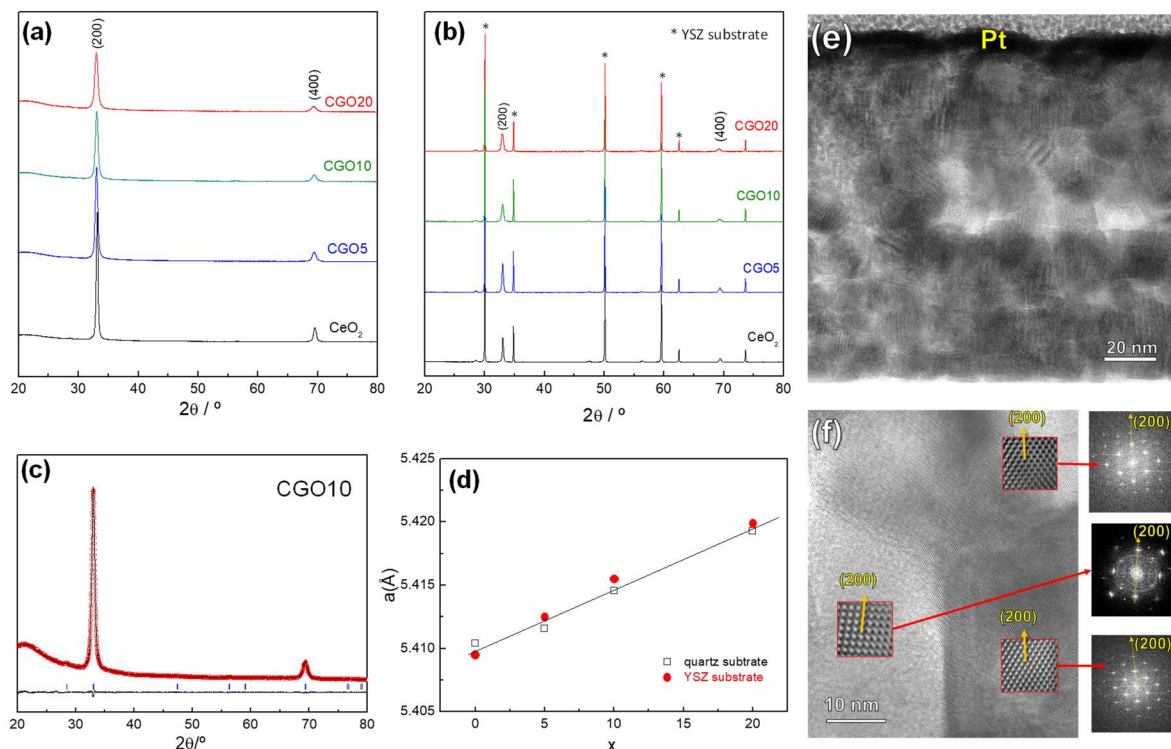 (a)
(200)
(400)
CGO20
CGO10
CGO5
CeO2
20 30 40 50 60 70 80
2θ / º
(b)
* YSZ substrate
*
(200)
*
*
*
*
(400)
CGO20
CGO10
CGO5
CeO2
20 30 40 50 60 70 80
2θ / º
(e)
Pt
20 nm
(c)
CGO10
20 30 40 50 60 70 80
2θ/º
(d)
5.425
5.420
5.415
5.410
5.405
a(Å)
quartz subtrate
YSZ substrate
0 5 10 15 20
x
(f)
(200)
(200)
(200)
(200)
(200)
(200)
10 nm